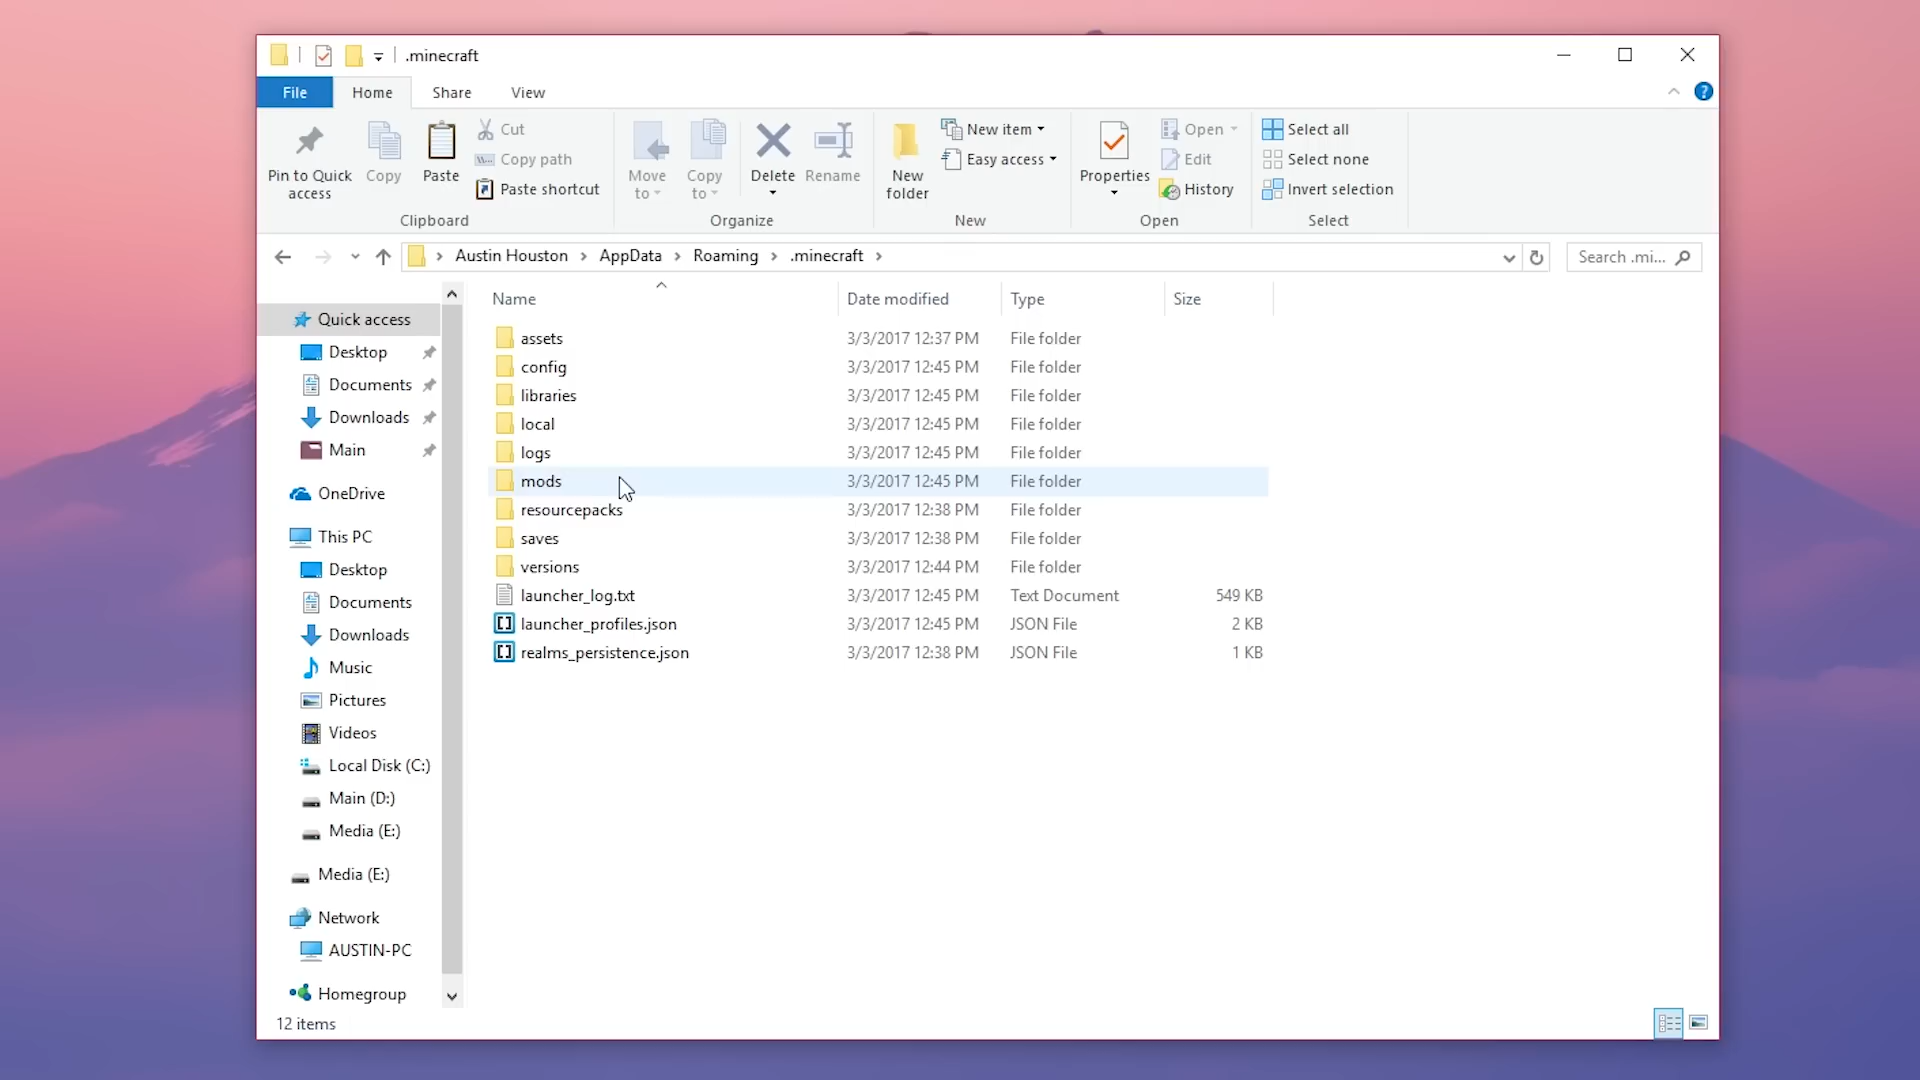 .minecraft
File Home Share View
Pin to Quick access
Copy
Paste
Cut
Copy path
Paste shortcut
Clipboard
Move to
Copy to
Delete
Rename
Organize
New folder
New item
Easy access
New
Properties
Open
Edit
History
Open
Select all
Select none
Invert selection
Select
Austin Houston > AppData > Roaming > .minecraft >
Search .mi...
Quick access
Desktop
Documents
Downloads
Main
OneDrive
This PC
Desktop
Documents
Downloads
Music
Pictures
Videos
Local Disk (C:)
Main (D:)
Media (E:)
Media (E:)
Network
AUSTIN-PC
Homegroup
Name Date modified Type Size
assets 3/3/2017 12:37 PM File folder
config 3/3/2017 12:45 PM File folder
libraries 3/3/2017 12:45 PM File folder
local 3/3/2017 12:45 PM File folder
logs 3/3/2017 12:45 PM File folder
mods 3/3/2017 12:45 PM File folder
resourcepacks 3/3/2017 12:38 PM File folder
saves 3/3/2017 12:38 PM File folder
versions 3/3/2017 12:44 PM File folder
launcher_log.txt 3/3/2017 12:45 PM Text Document 549 KB
launcher_profiles.json 3/3/2017 12:45 PM JSON File 2 KB
realms_persistence.json 3/3/2017 12:38 PM JSON File 1 KB
12 items